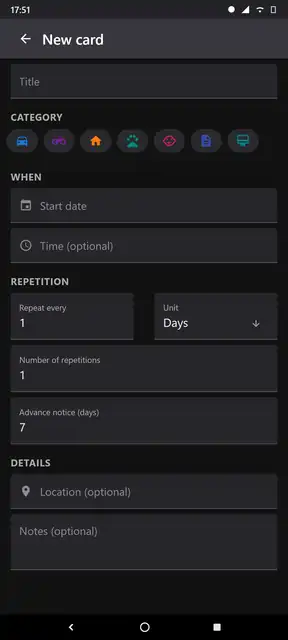 17:51
New card
Title
CATEGORY
WHEN
Start date
Time (optional)
REPETITION
Repeat every
1
Unit
Days
Number of repetitions
1
Advance notice (days)
7
DETAILS
Location (optional)
Notes (optional)